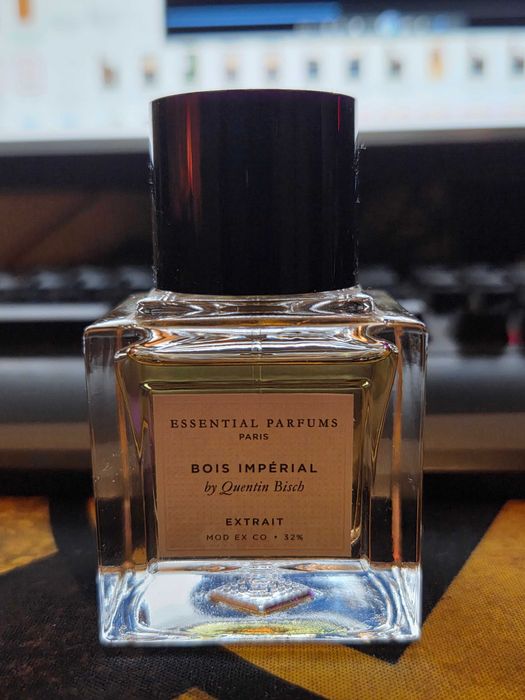 ESSENTIAL PARFUMS
PARIS
BOIS IMPÉRIAL
by Quentin Bisch
EXTRAIT
MOD EX CO • 32%